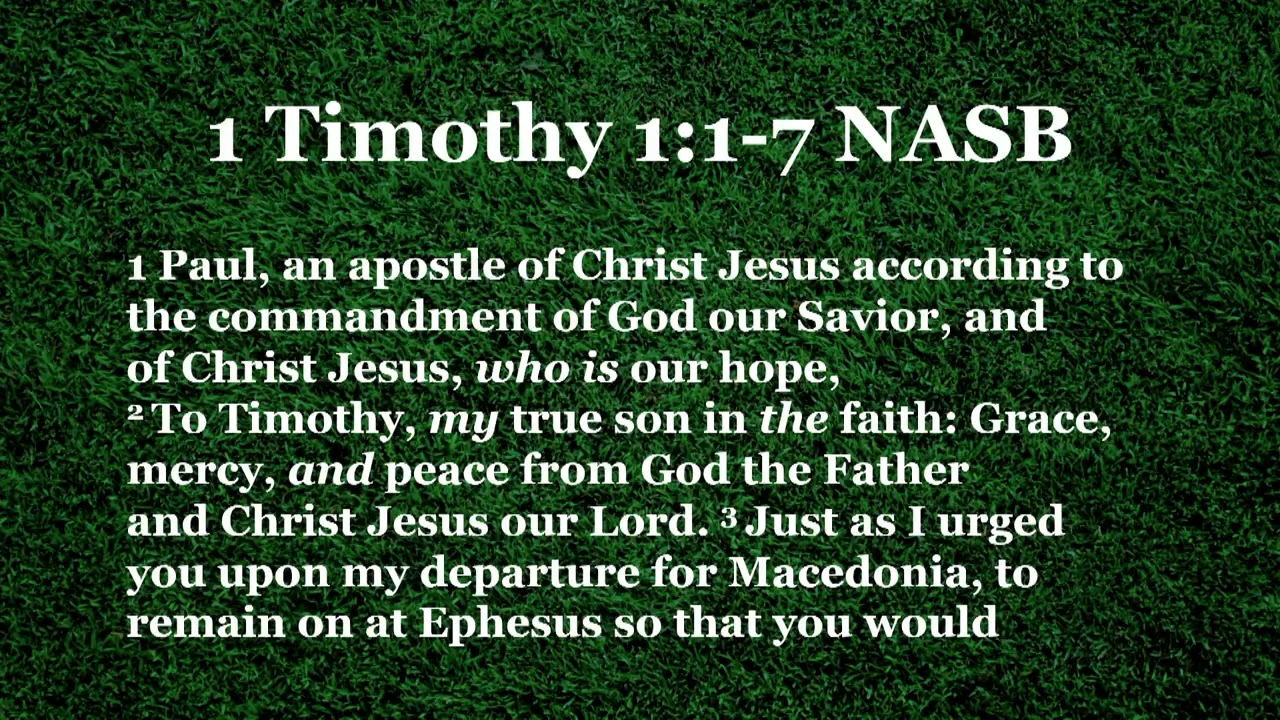 1 Timothy 1:1-7 NASB
1 Paul, an apostle of Christ Jesus according to
the commandment of God our Savior, and
of Christ Jesus, who is our hope,
2 To Timothy, my true son in the faith: Grace,
mercy, and peace from God the Father
and Christ Jesus our Lord. 3 Just as I urged
you upon my departure for Macedonia, to
remain on at Ephesus so that you would